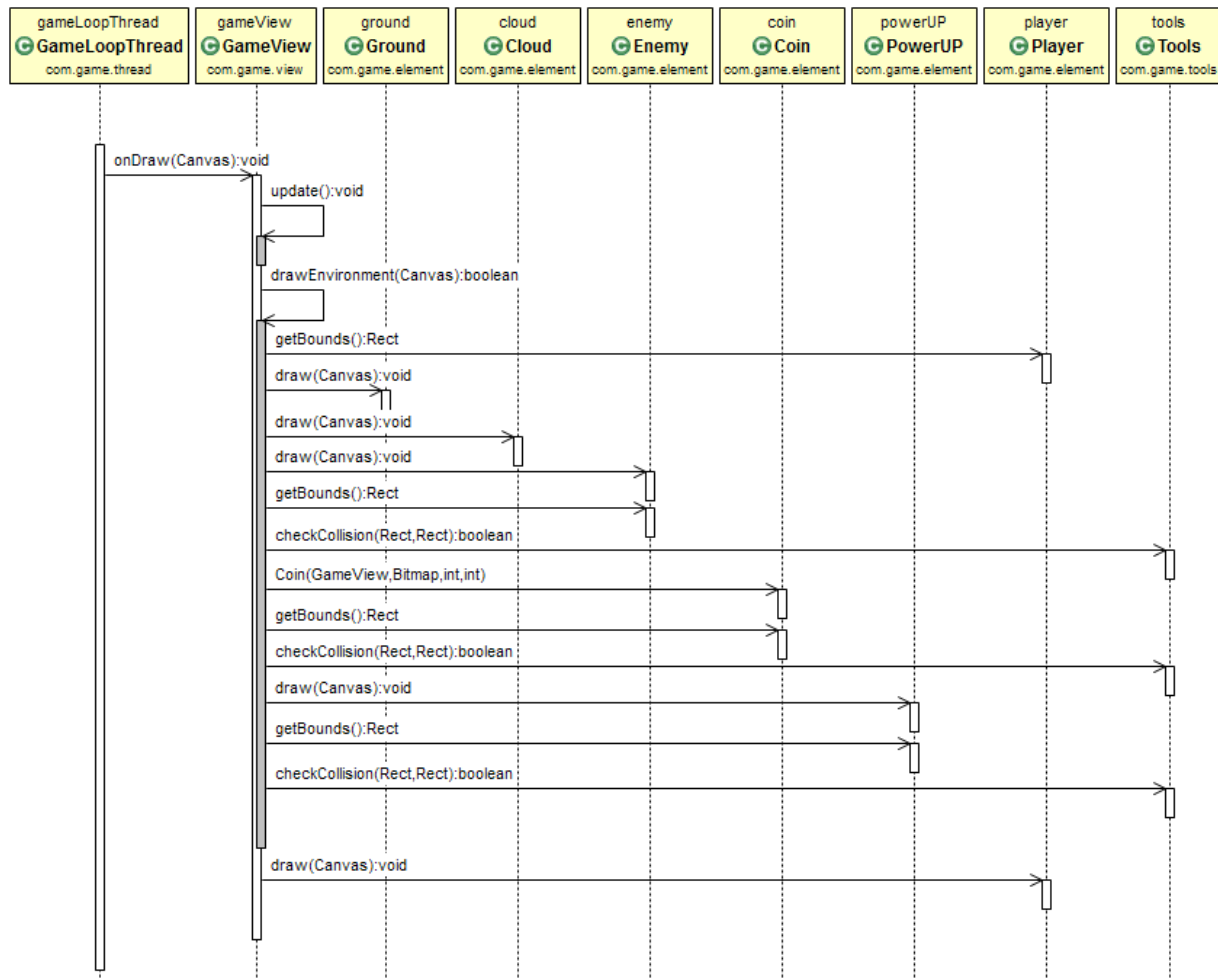 gameLoopThread gameView ground cloud enemy coin powerUP player tools
GameLoopThread GameView Ground Cloud Enemy Coin PowerUP Player Tools
com.game.thread com.game.view com.game.element com.game.element com.game.element com.game.element com.game.element com.game.element com.game.tools
onDraw(Canvas):void
update():void
drawEnvironment(Canvas):boolean
getBounds():Rect
draw(Canvas):void
draw(Canvas):void
draw(Canvas):void
getBounds():Rect
checkCollision(Rect,Rect):boolean
Coin(GameView,Bitmap,int,int)
getBounds():Rect
checkCollision(Rect,Rect):boolean
draw(Canvas):void
getBounds():Rect
checkCollision(Rect,Rect):boolean
draw(Canvas):void